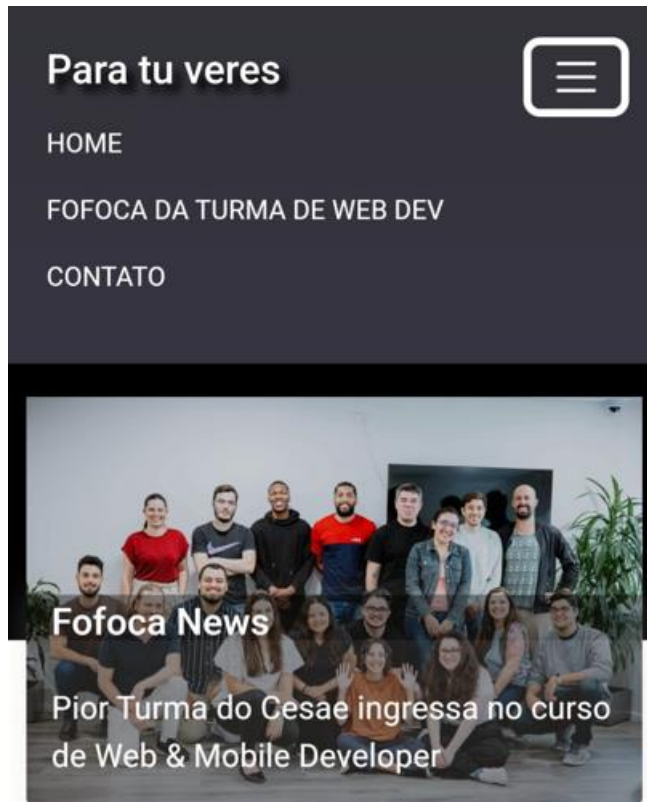 Para tu veres
HOME
FOFOCA DA TURMA DE WEB DEV
CONTATO
Fofoca News
Pior Turma do Cesae ingressa no curso
de Web & Mobile Developer